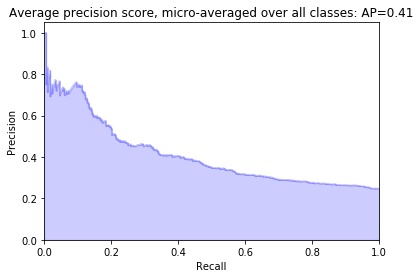 Average precision score, micro-averaged over all classes: AP=0.41
1.0
0.8
0.6
0.4
0.2
0.0
Precision
0.0 0.2 0.4 0.6 0.8 1.0
Recall